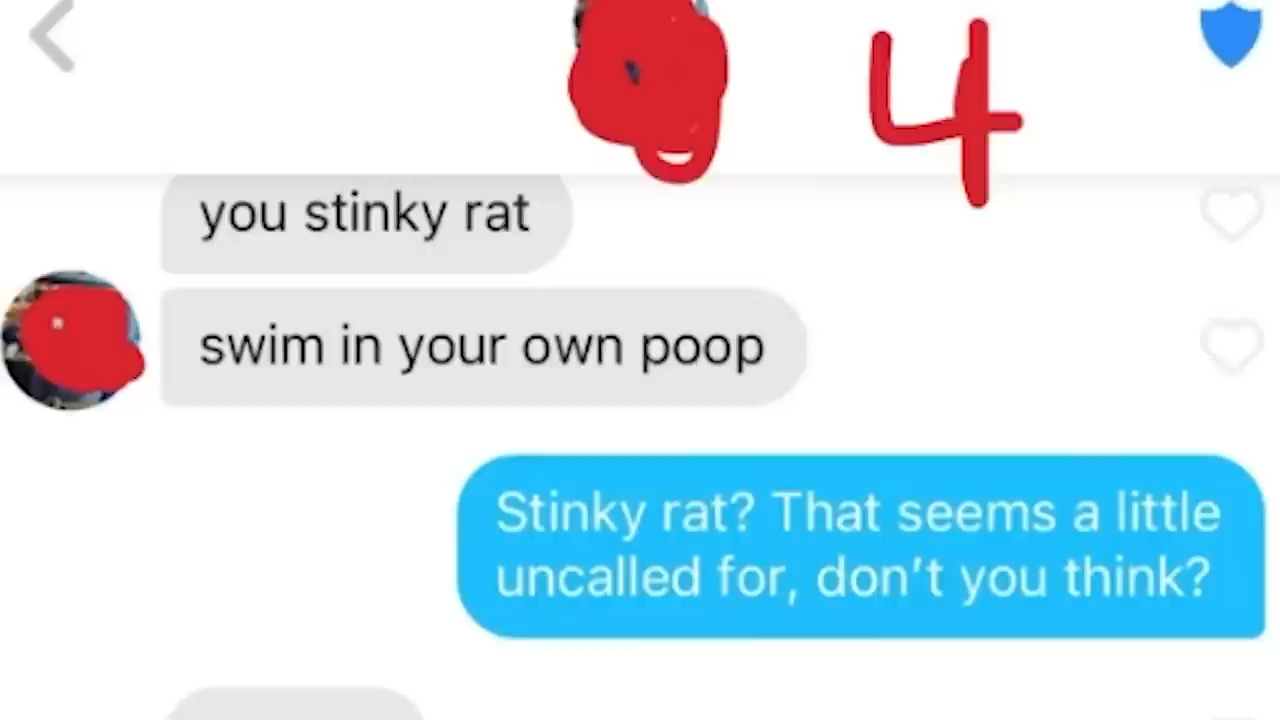 4
you stinky rat
swim in your own poop
Stinky rat? That seems a little
uncalled for, don’t you think?